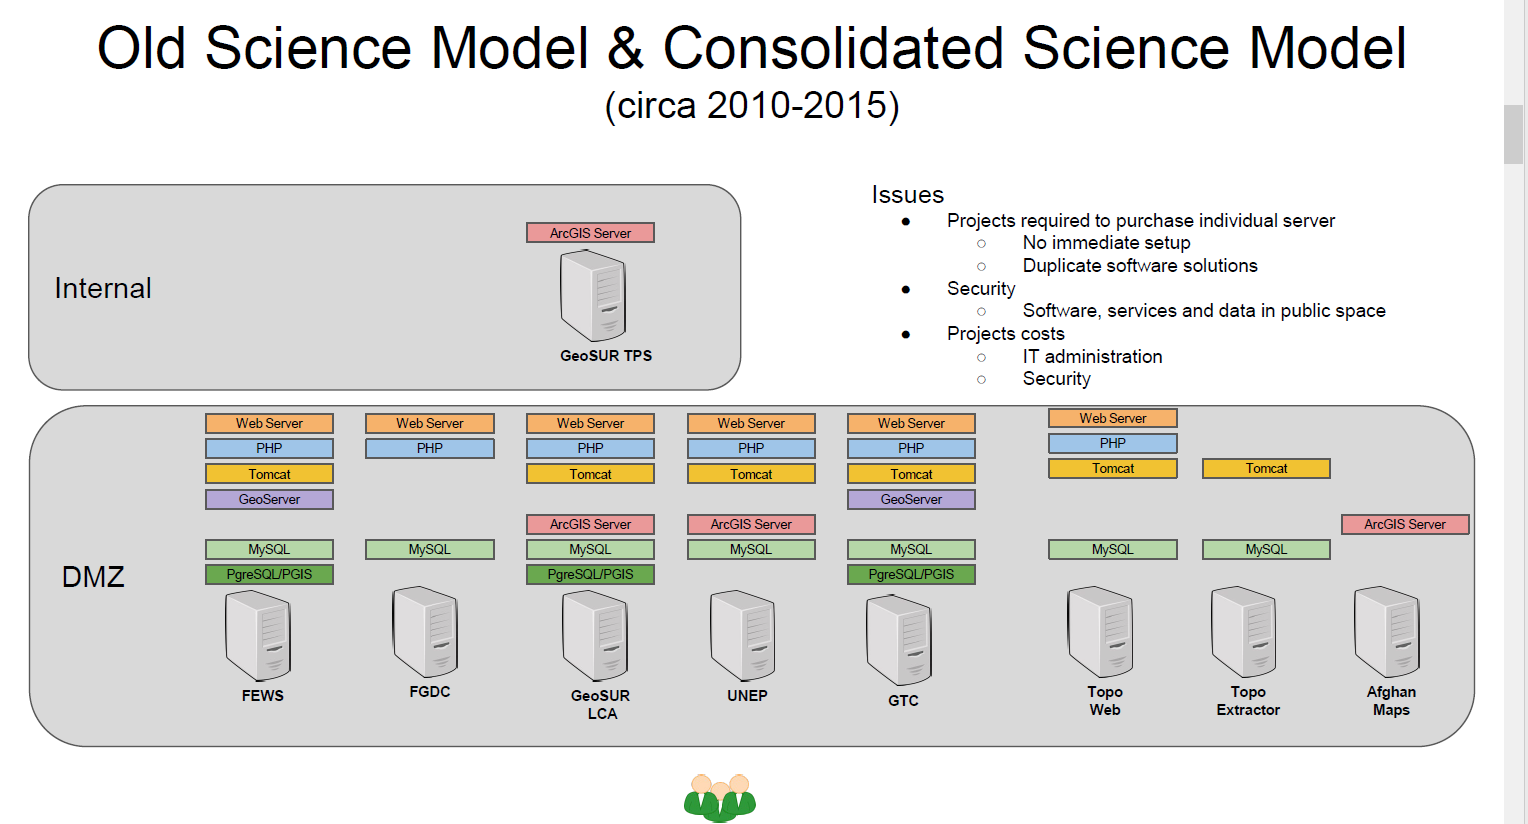 Old Science Model & Consolidated Science Model
(circa 2010-2015)
Internal
ArcGIS Server
GeoSUR TPS
Issues
● Projects required to purchase individual server
○ No immediate setup
○ Duplicate software solutions
● Security
○ Software, services and data in public space
● Projects costs
○ IT administration
○ Security
DMZ
Web Server
PHP
Tomcat
GeoServer
MySQL
PgreSQL/PGIS
FEWS
Web Server
PHP
MySQL
FGDC
Web Server
PHP
Tomcat
ArcGIS Server
MySQL
PgreSQL/PGIS
GeoSUR
LCA
Web Server
PHP
Tomcat
ArcGIS Server
MySQL
UNEP
Web Server
PHP
Tomcat
GeoServer
MySQL
PgreSQL/PGIS
GTC
Web Server
PHP
Tomcat
MySQL
Topo
Web
Tomcat
MySQL
Topo
Extractor
ArcGIS Server
Afghan
Maps